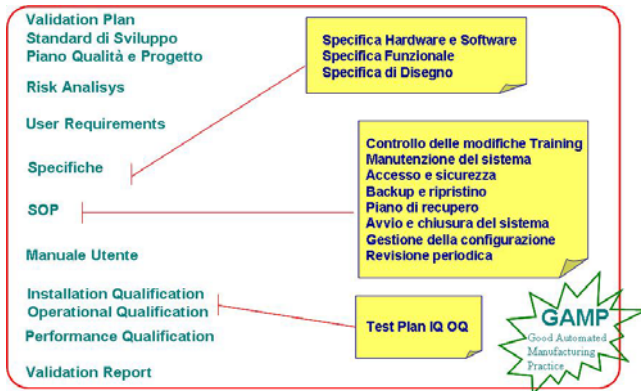 Validation Plan
Standard di Sviluppo
Piano Qualità e Progetto
Risk Analisys
User Requirements
Specifiche
SOP
Manuale Utente
Installation Qualification
Operational Qualification
Performance Qualification
Validation Report
Specifica Hardware e Software
Specifica Funzionale
Specifica di Disegno
Controllo delle modifiche Training
Manutenzione del sistema
Accesso e sicurezza
Backup e ripristino
Piano di recupero
Avvio e chiusura del sistema
Gestione della configurazione
Revisione periodica
Test Plan IQ OQ
GAMP
Good Automated
Manufacturing
Practice